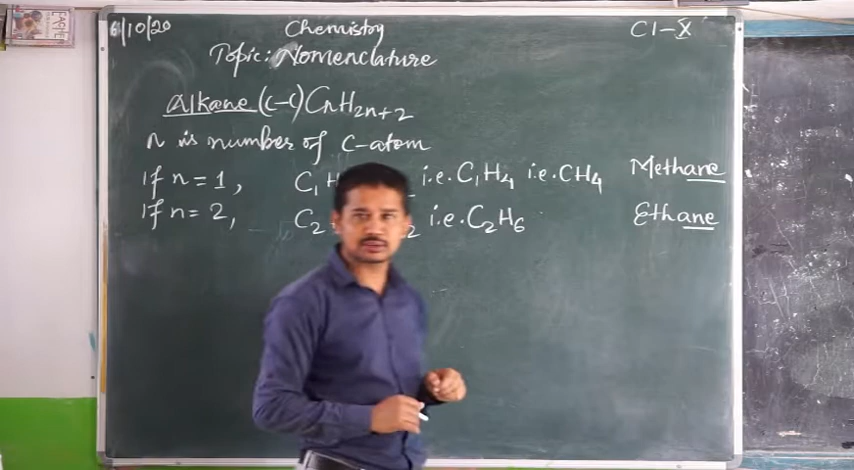 6/10/20 Chemistry Cl-X
Topic: Nomenclature
Alkane (C-C) CnH2n+2
n is number of C-atom
If n = 1, C1H i.e. C1H4 i.e. CH4 Methane
If n = 2, C2 2 i.e. C2H6 Ethane